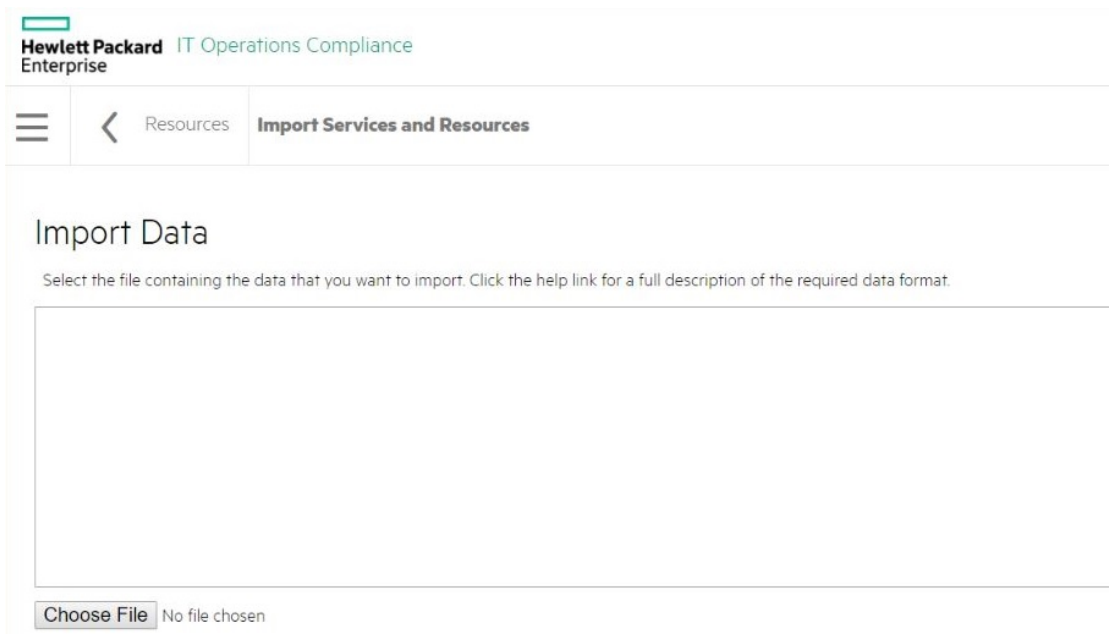 Hewlett Packard
Enterprise
IT Operations Compliance
Resources
Import Services and Resources
Import Data
Select the file containing the data that you want to import. Click the help link for a full description of the required data format.
Choose File No file chosen